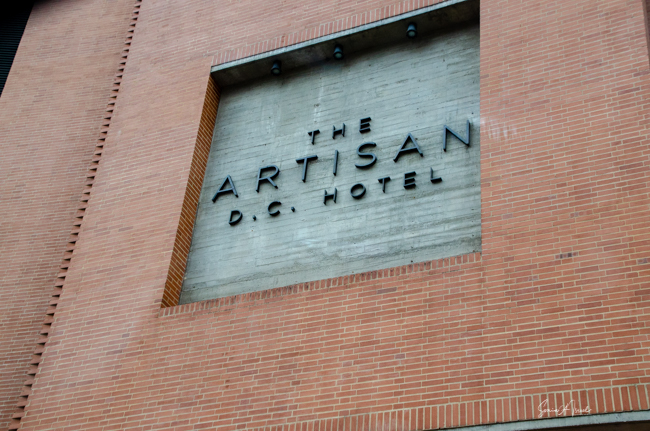 THE
ARTISAN
D.C. HOTEL